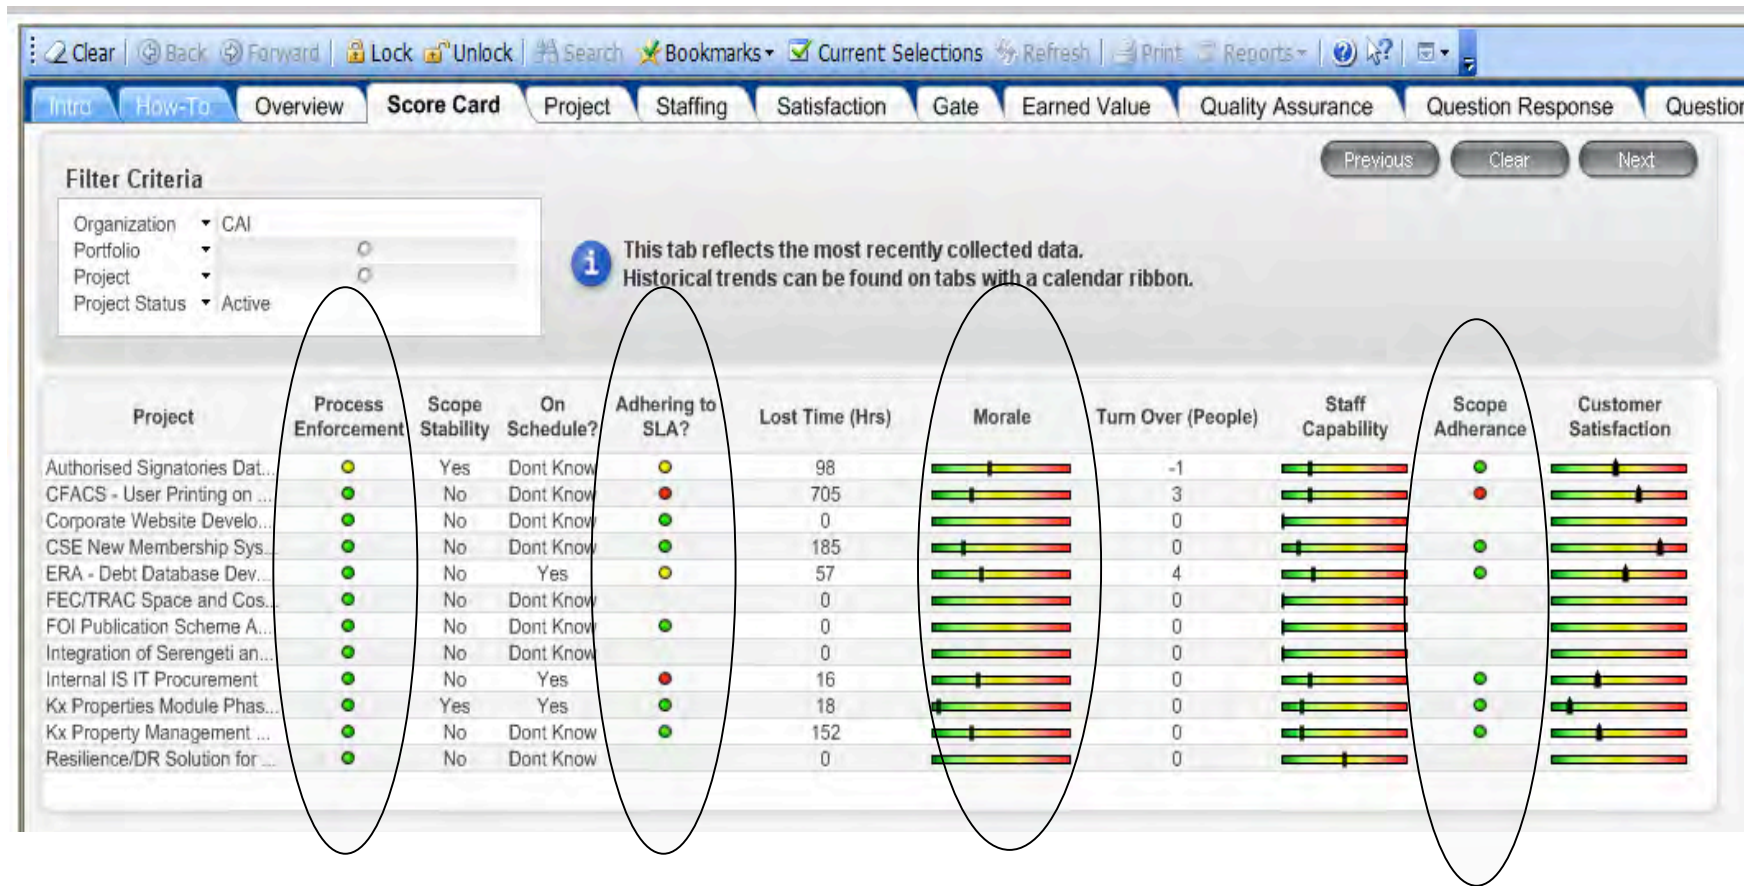 Clear Back Forward Lock Unlock Search Bookmarks Current Selections Refresh Print Reports
Intro How-To Overview Score Card Project Staffing Satisfaction Gate Earned Value Quality Assurance Question Response Question
Previous Clear Next
Filter Criteria
Organization CAI
Portfolio
Project
Project Status Active
This tab reflects the most recently collected data.
Historical trends can be found on tabs with a calendar ribbon.
Project Process Enforcement Scope Stability On Schedule? Adhering to SLA? Lost Time (Hrs) Morale Turn Over (People) Staff Capability Scope Adherance Customer Satisfaction
Authorised Signatories Dat... Yes Dont Know 98 -1
CFACS - User Printing on ... No Dont Know 705 3
Corporate Website Develo... No Dont Know 0 0
CSE New Membership Sys... No Dont Know 185 0
ERA - Debt Database Dev... No Yes 57 4
FEC/TRAC Space and Cos... No Dont Know 0 0
FOI Publication Scheme A... No Dont Know 0 0
Integration of Serengeti an... No Dont Know 0 0
Internal IS IT Procurement No Yes 16 0
Kx Properties Module Phas... Yes Yes 18 0
Kx Property Management ... No Dont Know 152 0
Resilience/DR Solution for ... No Dont Know 0 0